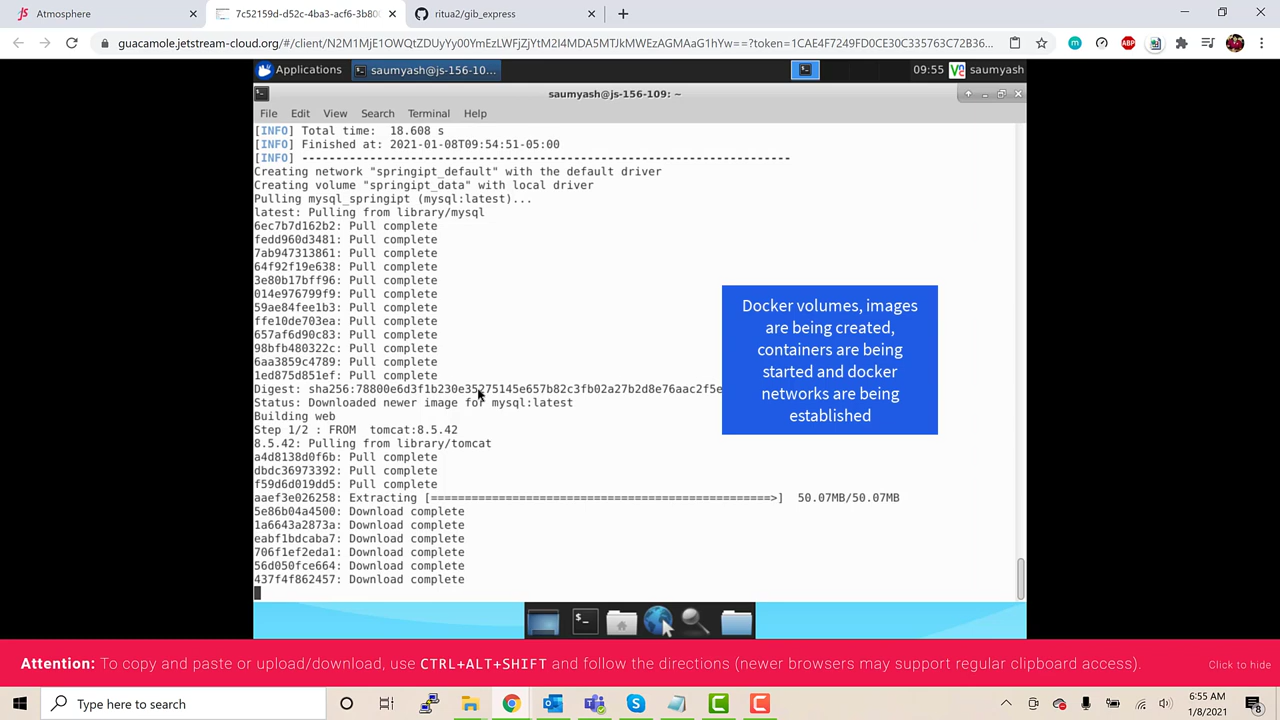 Atmosphere
7c52159d-d52c-4ba3-acf6-3b800
ritua2/gib_express
guacamole.jetstream-cloud.org/#/client/N2M1MjE1OWQtZDUyYy00YmEzLWFjZjYtM2I4MDA5MTJkMWEzAGMAaG1hYw==?token=1CAE4F7249FD0CE30C335763C72B36...
Applications
saumyash@js-156-10...
09:55
saumyash
saumyash@js-156-109: ~
File Edit View Search Terminal Help
[INFO] Total time:  18.608 s
[INFO] Finished at: 2021-01-08T09:54:51-05:00
[INFO] ------------------------------------------------------------------------
Creating network "springipt_default" with the default driver
Creating volume "springipt_data" with local driver
Pulling mysql_springipt (mysql:latest)...
latest: Pulling from library/mysql
6ec7b7d162b2: Pull complete
fedd960d3481: Pull complete
7ab947313861: Pull complete
64f92f19e638: Pull complete
3e80b17bff96: Pull complete
014e976799f9: Pull complete
59ae84fee1b3: Pull complete
ffe10de703ea: Pull complete
657af6d90c83: Pull complete
98bfb480322c: Pull complete
6aa3859c4789: Pull complete
1ed875d851ef: Pull complete
Digest: sha256:78800e6d3f1b230e35275145e657b82c3fb02a27b2d8e76aac2f5e
Status: Downloaded newer image for mysql:latest
Building web
Step 1/2 : FROM  tomcat:8.5.42
8.5.42: Pulling from library/tomcat
a4d8138d0f6b: Pull complete
dbdc36973392: Pull complete
f59d6d019dd5: Pull complete
aaef3e026258: Extracting [==================================================>]  50.07MB/50.07MB
5e86b04a4500: Download complete
1a6643a2873a: Download complete
eabf1bdcaba7: Download complete
706f1ef2eda1: Download complete
56d050fce664: Download complete
437f4f862457: Download complete
Docker volumes, images
are being created,
containers are being
started and docker
networks are being
established
Attention: To copy and paste or upload/download, use CTRL+ALT+SHIFT and follow the directions (newer browsers may support regular clipboard access).
Click to hide
Type here to search
6:55 AM
1/8/2021
8